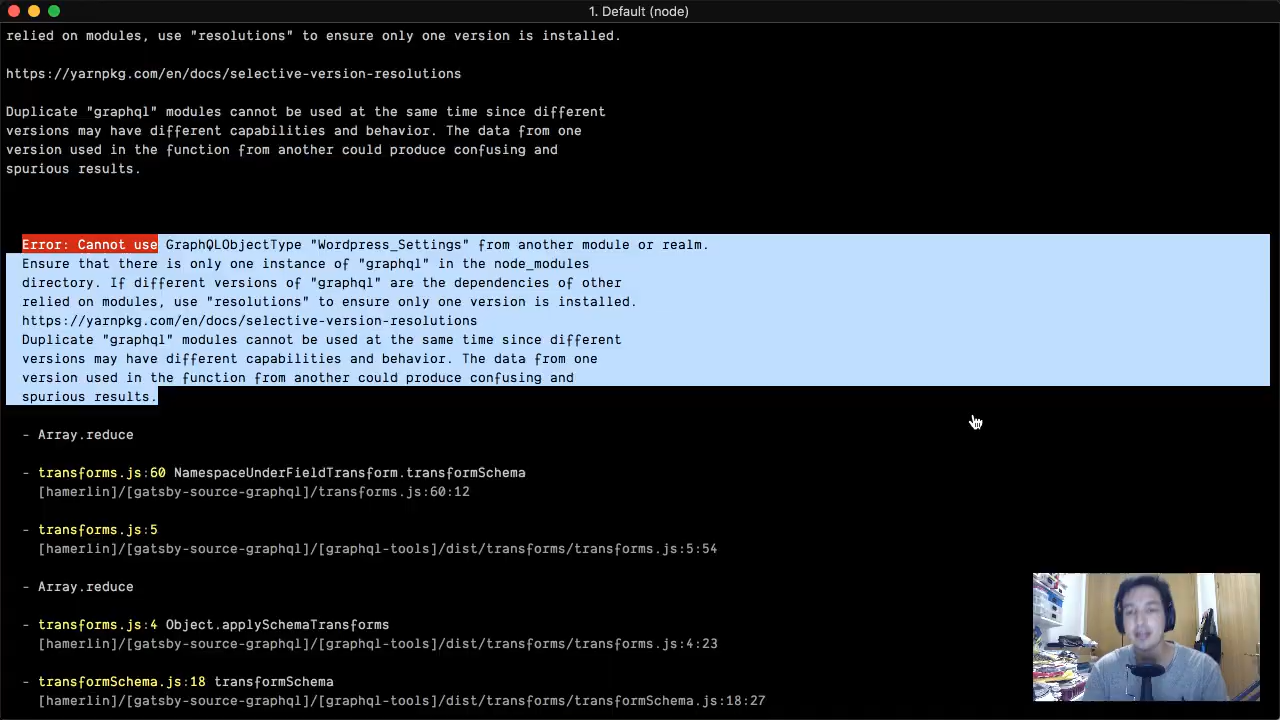 1. Default (node)
relied on modules, use "resolutions" to ensure only one version is installed.
https://yarnpkg.com/en/docs/selective-version-resolutions
Duplicate "graphql" modules cannot be used at the same time since different
versions may have different capabilities and behavior. The data from one
version used in the function from another could produce confusing and
spurious results.
Error: Cannot use GraphQLObjectType "Wordpress_Settings" from another module or realm.
Ensure that there is only one instance of "graphql" in the node_modules
directory. If different versions of "graphql" are the dependencies of other
relied on modules, use "resolutions" to ensure only one version is installed.
https://yarnpkg.com/en/docs/selective-version-resolutions
Duplicate "graphql" modules cannot be used at the same time since different
versions may have different capabilities and behavior. The data from one
version used in the function from another could produce confusing and
spurious results.
- Array.reduce
- transforms.js:60 NamespaceUnderFieldTransform.transformSchema
[hamerlin]/[gatsby-source-graphql]/transforms.js:60:12
- transforms.js:5
[hamerlin]/[gatsby-source-graphql]/[graphql-tools]/dist/transforms/transforms.js:5:54
- Array.reduce
- transforms.js:4 Object.applySchemaTransforms
[hamerlin]/[gatsby-source-graphql]/[graphql-tools]/dist/transforms/transforms.js:4:23
- transformSchema.js:18 transformSchema
[hamerlin]/[gatsby-source-graphql]/[graphql-tools]/dist/transforms/transformSchema.js:18:27